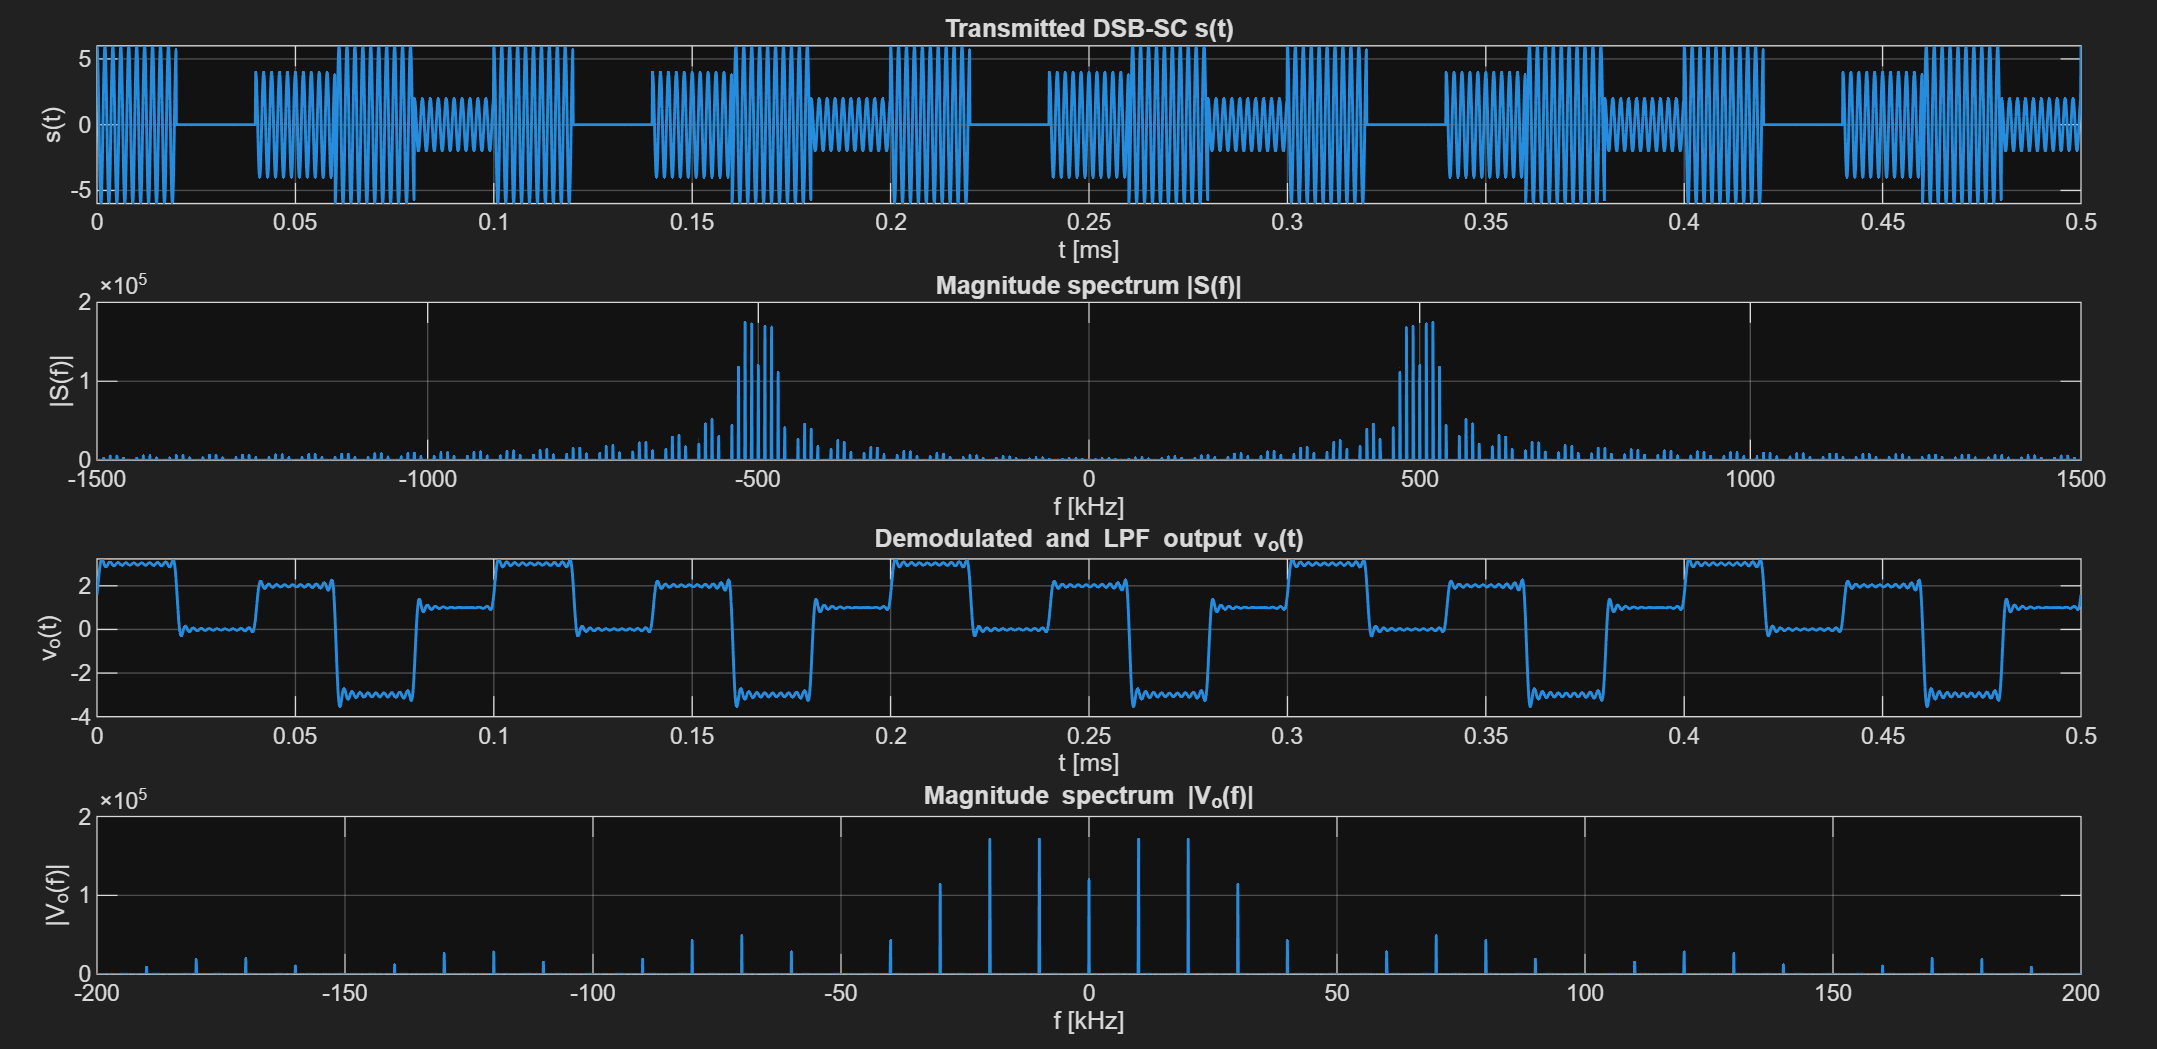 Transmitted DSB-SC s(t)
s(t)
5
0
-5
0 0.05 0.1 0.15 0.2 0.25 0.3 0.35 0.4 0.45 0.5
t [ms]
×10⁵
Magnitude spectrum |S(f)|
|S(f)|
2
1
0
-1500 -1000 -500 0 500 1000 1500
f [kHz]
Demodulated and LPF output vₒ(t)
vₒ(t)
2
0
-2
-4
0 0.05 0.1 0.15 0.2 0.25 0.3 0.35 0.4 0.45 0.5
t [ms]
×10⁵
Magnitude spectrum |Vₒ(f)|
|Vₒ(f)|
2
1
0
-200 -150 -100 -50 0 50 100 150 200
f [kHz]